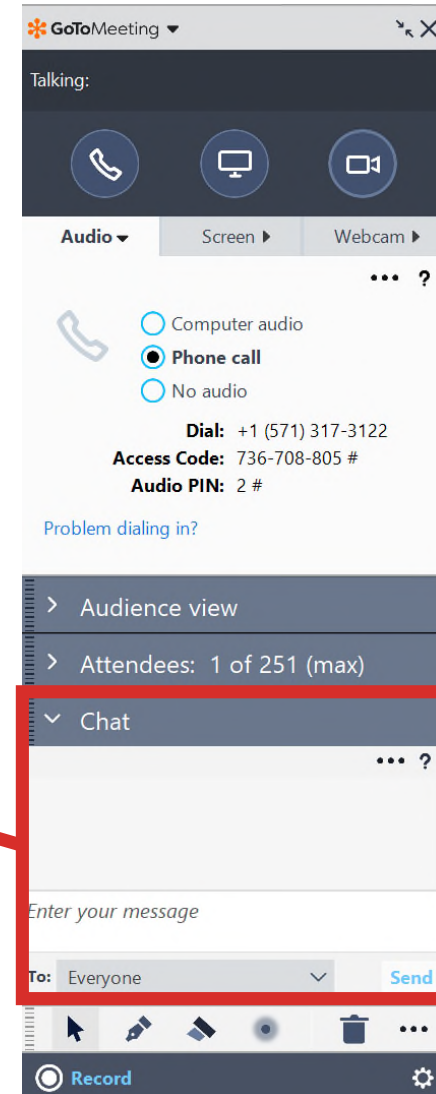 GoToMeeting
Talking:
Audio Screen Webcam
?
Computer audio
Phone call
No audio
Dial: +1 (571) 317-3122
Access Code: 736-708-805 #
Audio PIN: 2 #
Problem dialing in?
Audience view
Attendees: 1 of 251 (max)
Chat
?
Enter your message
To: Everyone Send
Record